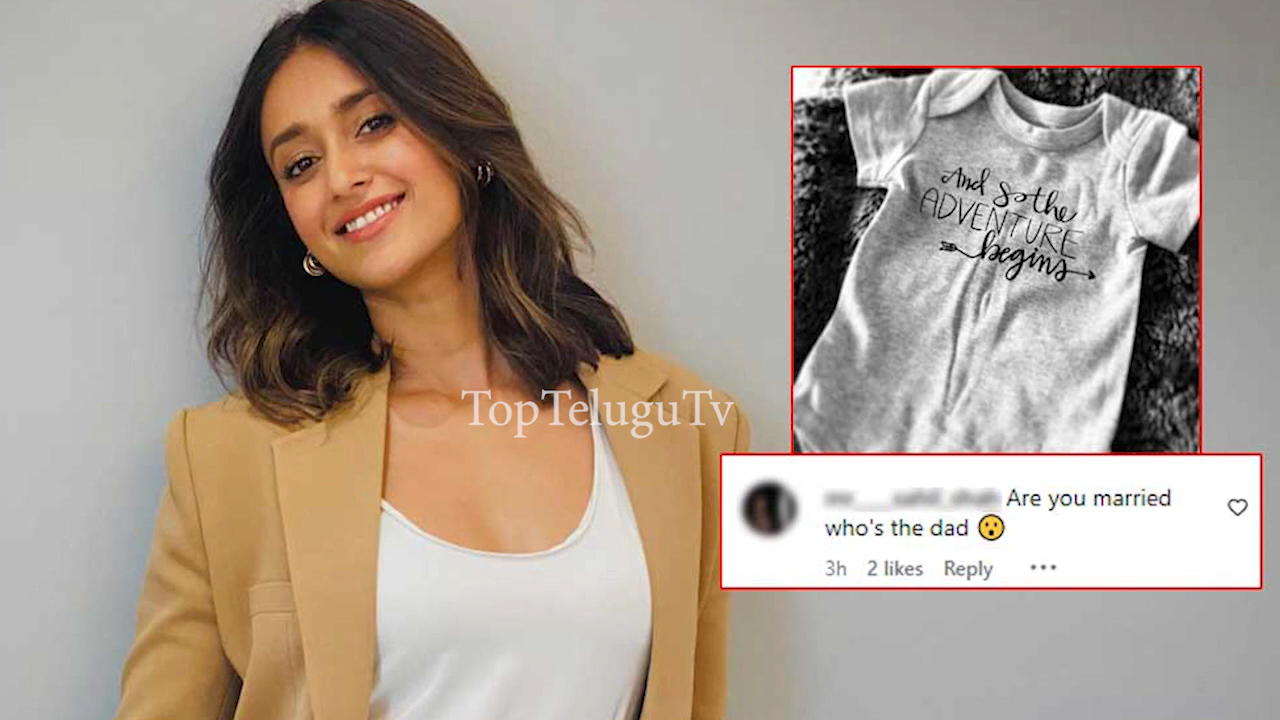 And So the
ADVENTURE
begins
TopTeluguTv
Are you married
who's the dad 😮
3h 2 likes Reply •••